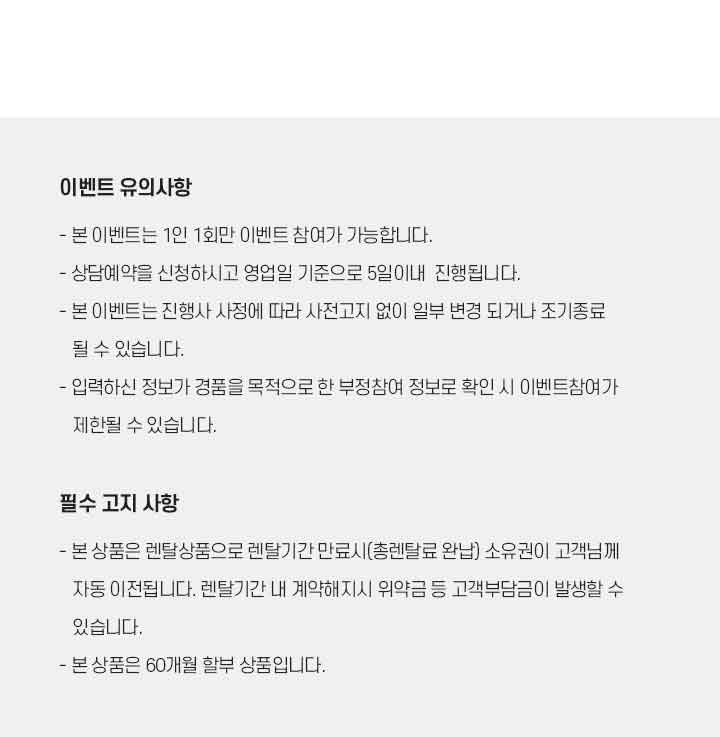 이벤트 유의사항
- 본 이벤트는 1인 1회만 이벤트 참여가 가능합니다.
- 상담예약을 신청하시고 영업일 기준으로 5일이내 진행됩니다.
- 본 이벤트는 진행사 사정에 따라 사전고지 없이 일부 변경 되거나 조기종료
될 수 있습니다.
- 입력하신 정보가 경품을 목적으로 한 부정참여 정보로 확인 시 이벤트참여가
제한될 수 있습니다.
필수 고지 사항
- 본 상품은 렌탈상품으로 렌탈기간 만료시(총렌탈료 완납) 소유권이 고객님께
자동 이전됩니다. 렌탈기간 내 계약해지시 위약금 등 고객부담금이 발생할 수
있습니다.
- 본 상품은 60개월 할부 상품입니다.